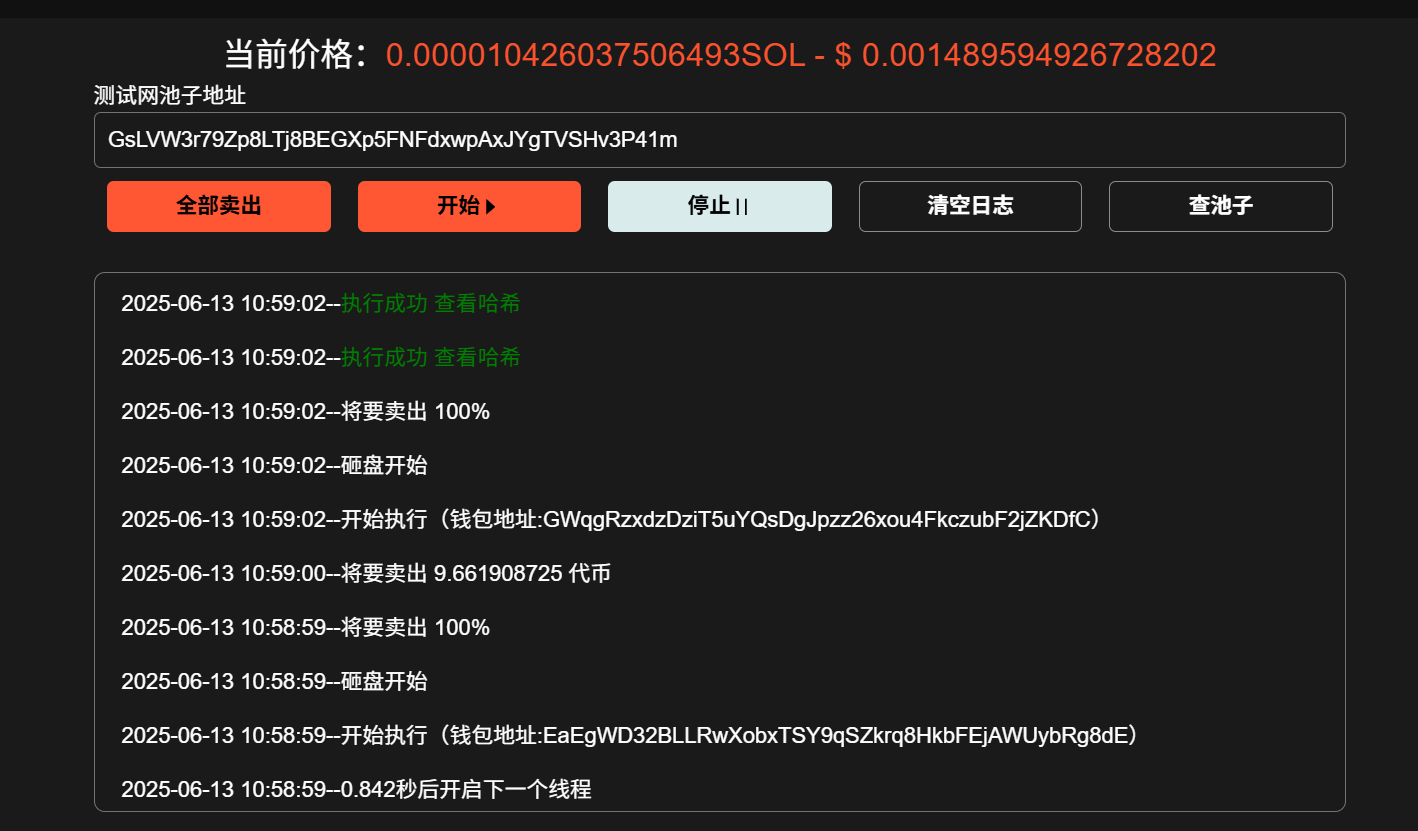 当前价格：0.000010426037506493SOL - $ 0.001489594926728202
测试网池子地址
GsLVW3r79Zp8LTj8BEGXp5FNFdxwpAxJYgTVSHv3P41m
全部卖出 开始 停止 清空日志 查池子
2025-06-13 10:59:02--执行成功 查看哈希
2025-06-13 10:59:02--执行成功 查看哈希
2025-06-13 10:59:02--将要卖出 100%
2025-06-13 10:59:02--砸盘开始
2025-06-13 10:59:02--开始执行（钱包地址:GWqgRzxdzDziT5uYQsDgJpzz26xou4FkczubF2jZKDfC）
2025-06-13 10:59:00--将要卖出 9.661908725 代币
2025-06-13 10:58:59--将要卖出 100%
2025-06-13 10:58:59--砸盘开始
2025-06-13 10:58:59--开始执行（钱包地址:EaEgWD32BLLRwXobxTSY9qSZkrq8HkbFEjAWUybRg8dE）
2025-06-13 10:58:59--0.842秒后开启下一个线程